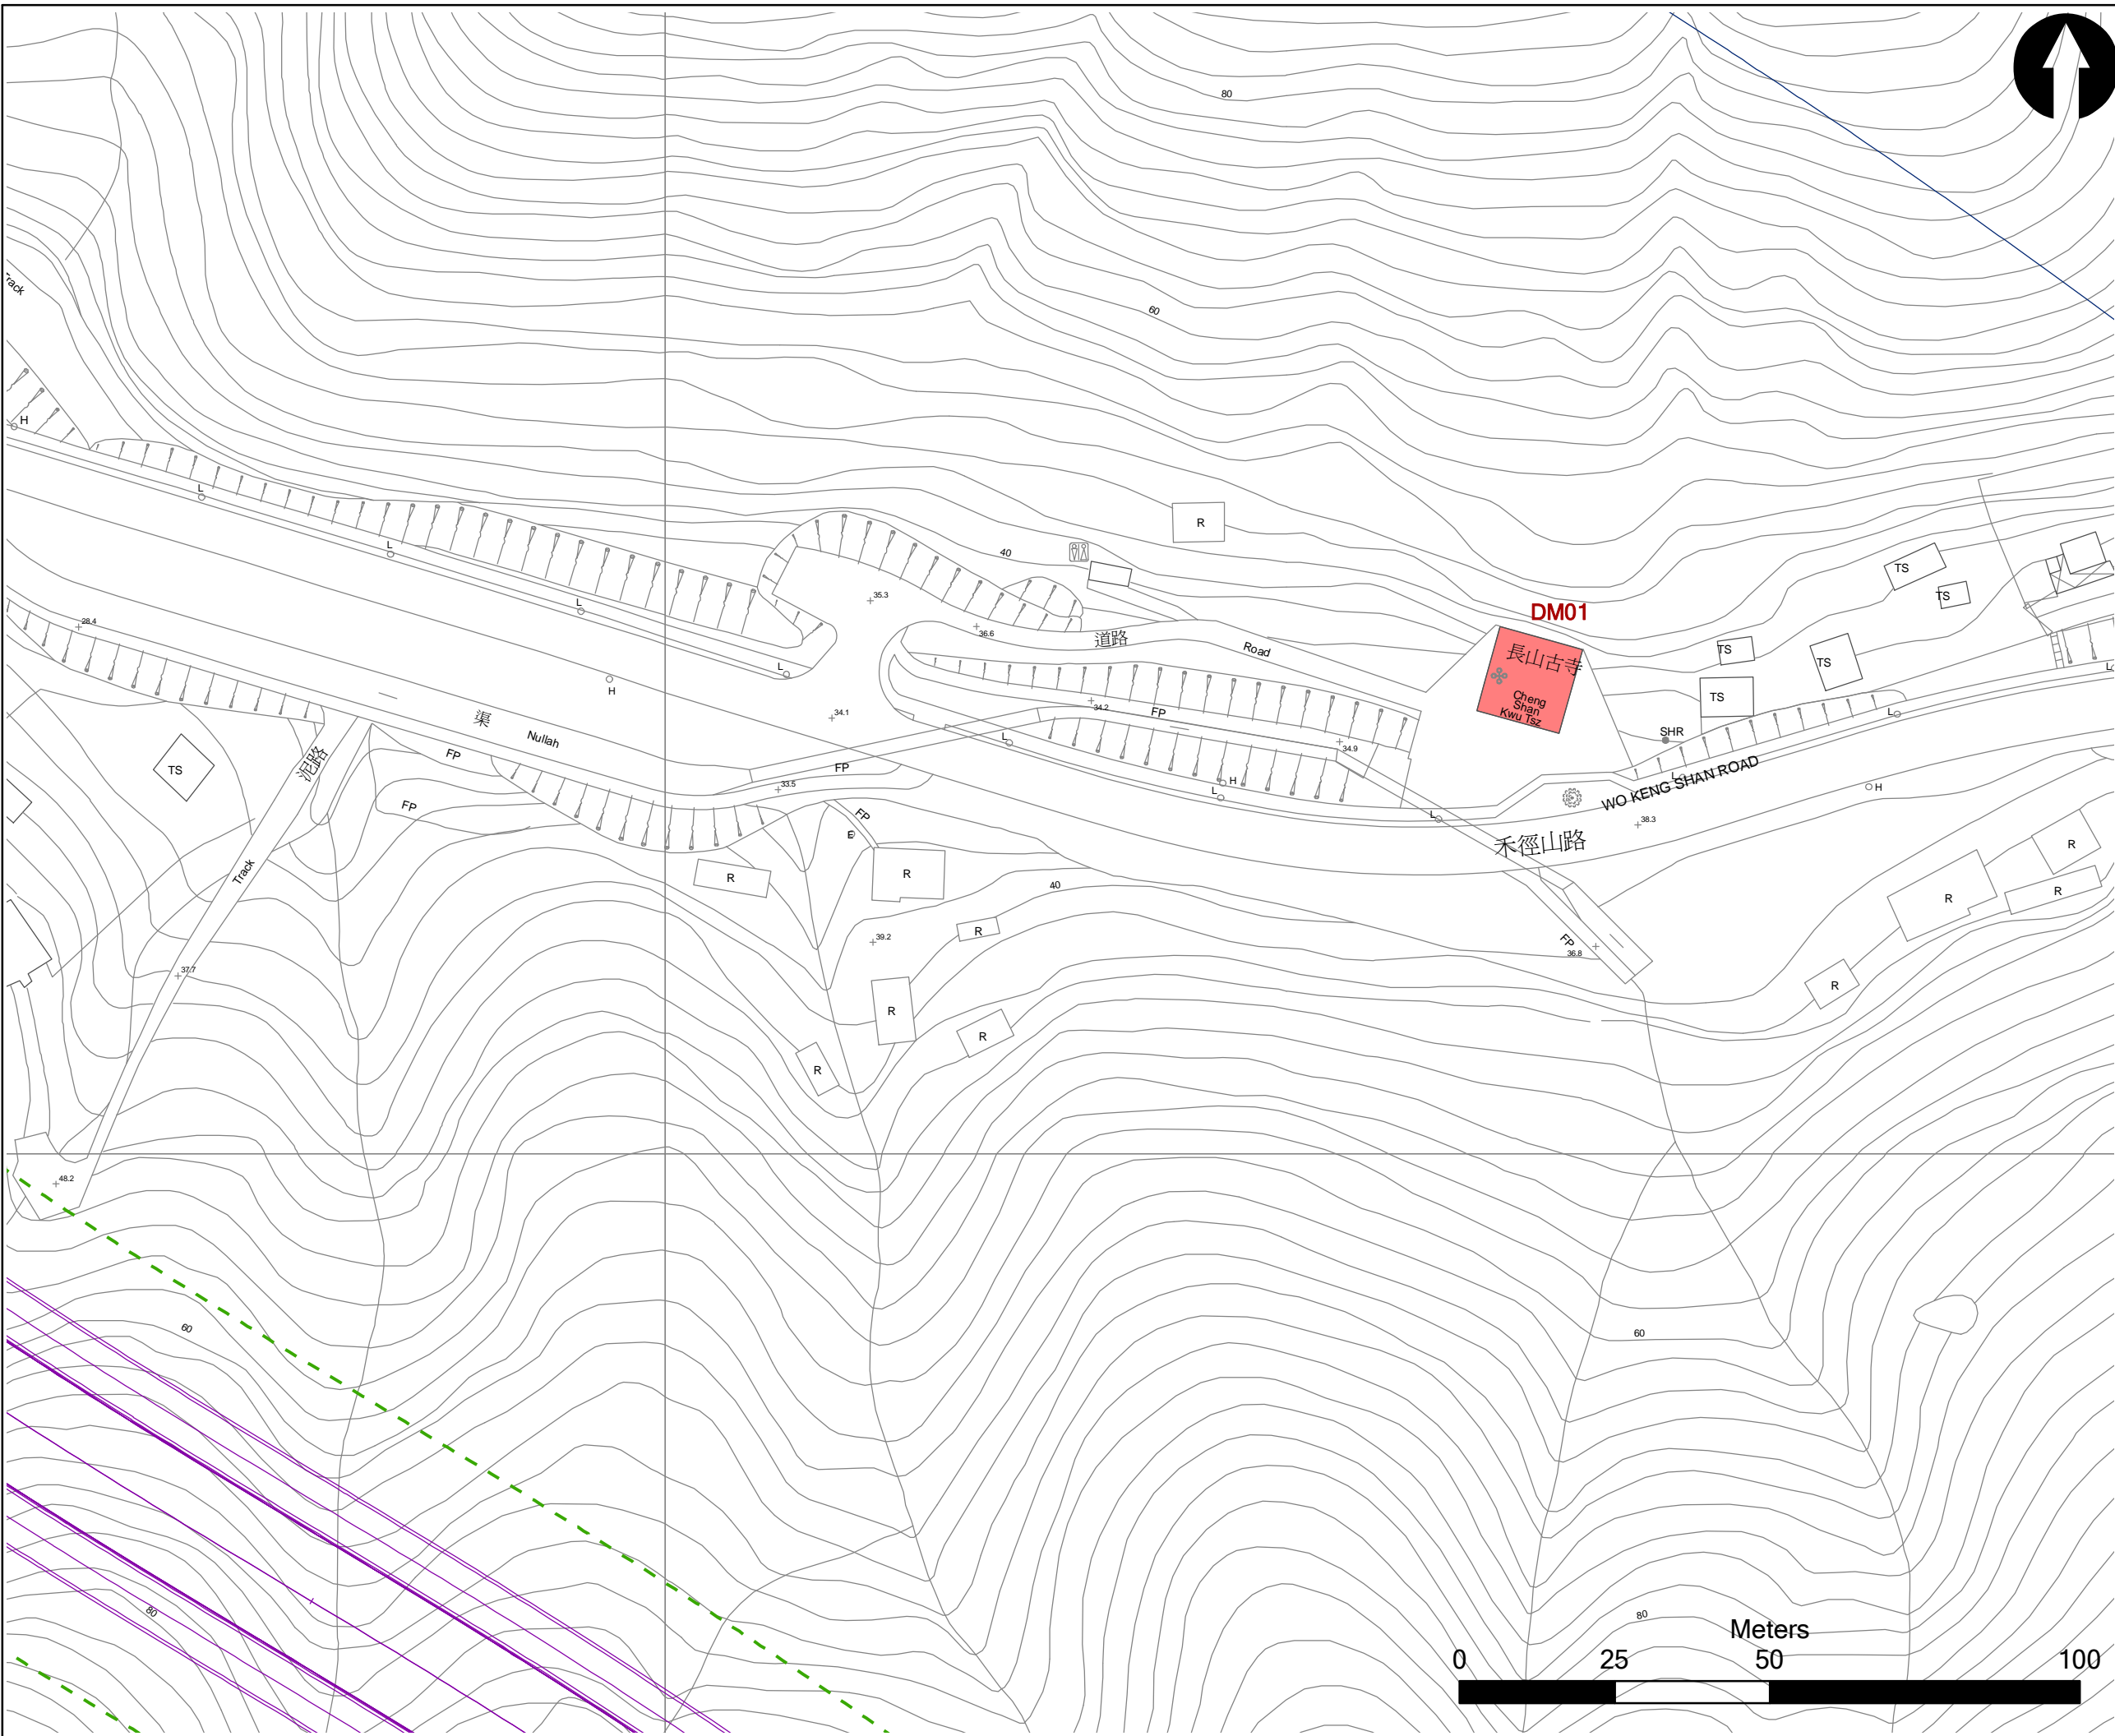 80
Track
60
H
L
R
L
40
TS
TS
DM01
35.3
L
28.4
36.6
道路
Road
長山古寺
TS
TS
L
L
H
Cheng
Shan
Kwu Tsz
TS
34.2
FP
34.1
渠
Nullah
L
SHR
34.9
L
泥路
FP
TS
FP
33.5
H
L
L
WO KENG SHAN ROAD
H
FP
FP
L
38.3
禾徑山路
E
R
Track
R
R
40
R
R
R
39.2
R
FP
36.8
37.7
R
R
R
R
48.2
60
60
80
80
Meters
0
25
50
100